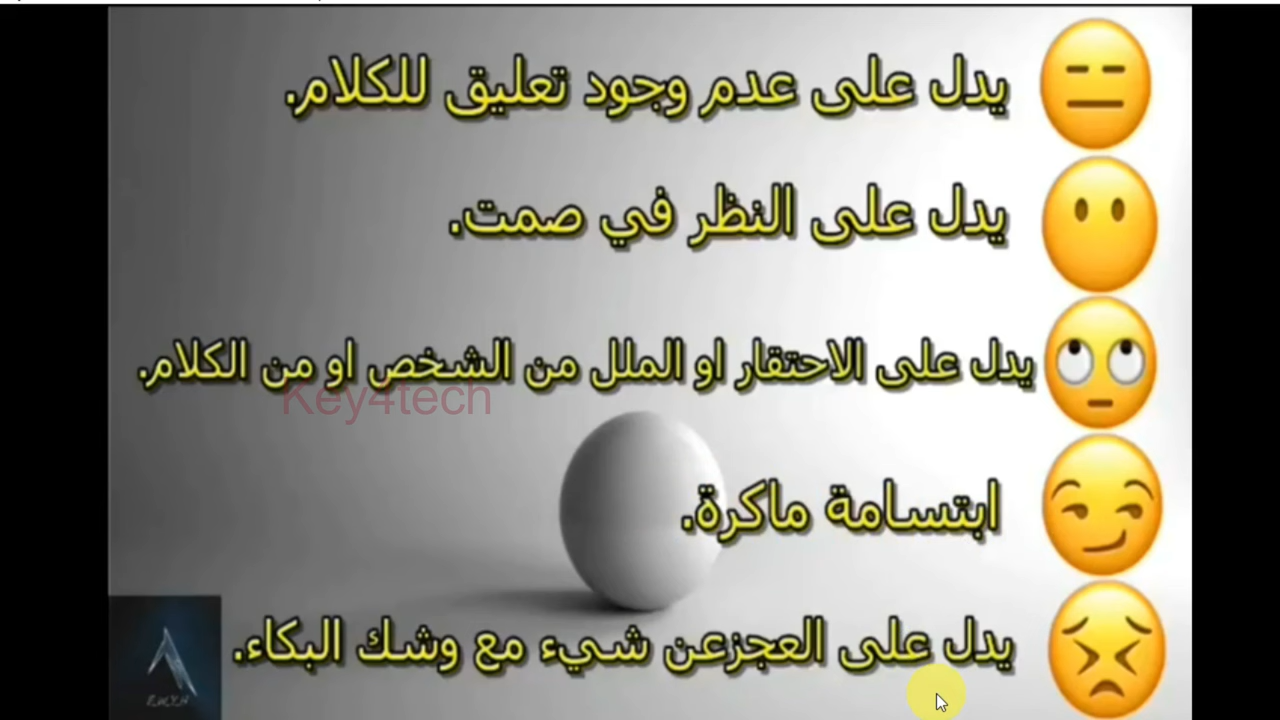 يدل على عدم وجود تعليق للكلام.
يدل على النظر في صمت.
يدل على الاحتقار او الملل من الشخص او من الكلام.
Key4tech
ابتسامة ماكرة.
يدل على العجزعن شيء مع وشك البكاء.